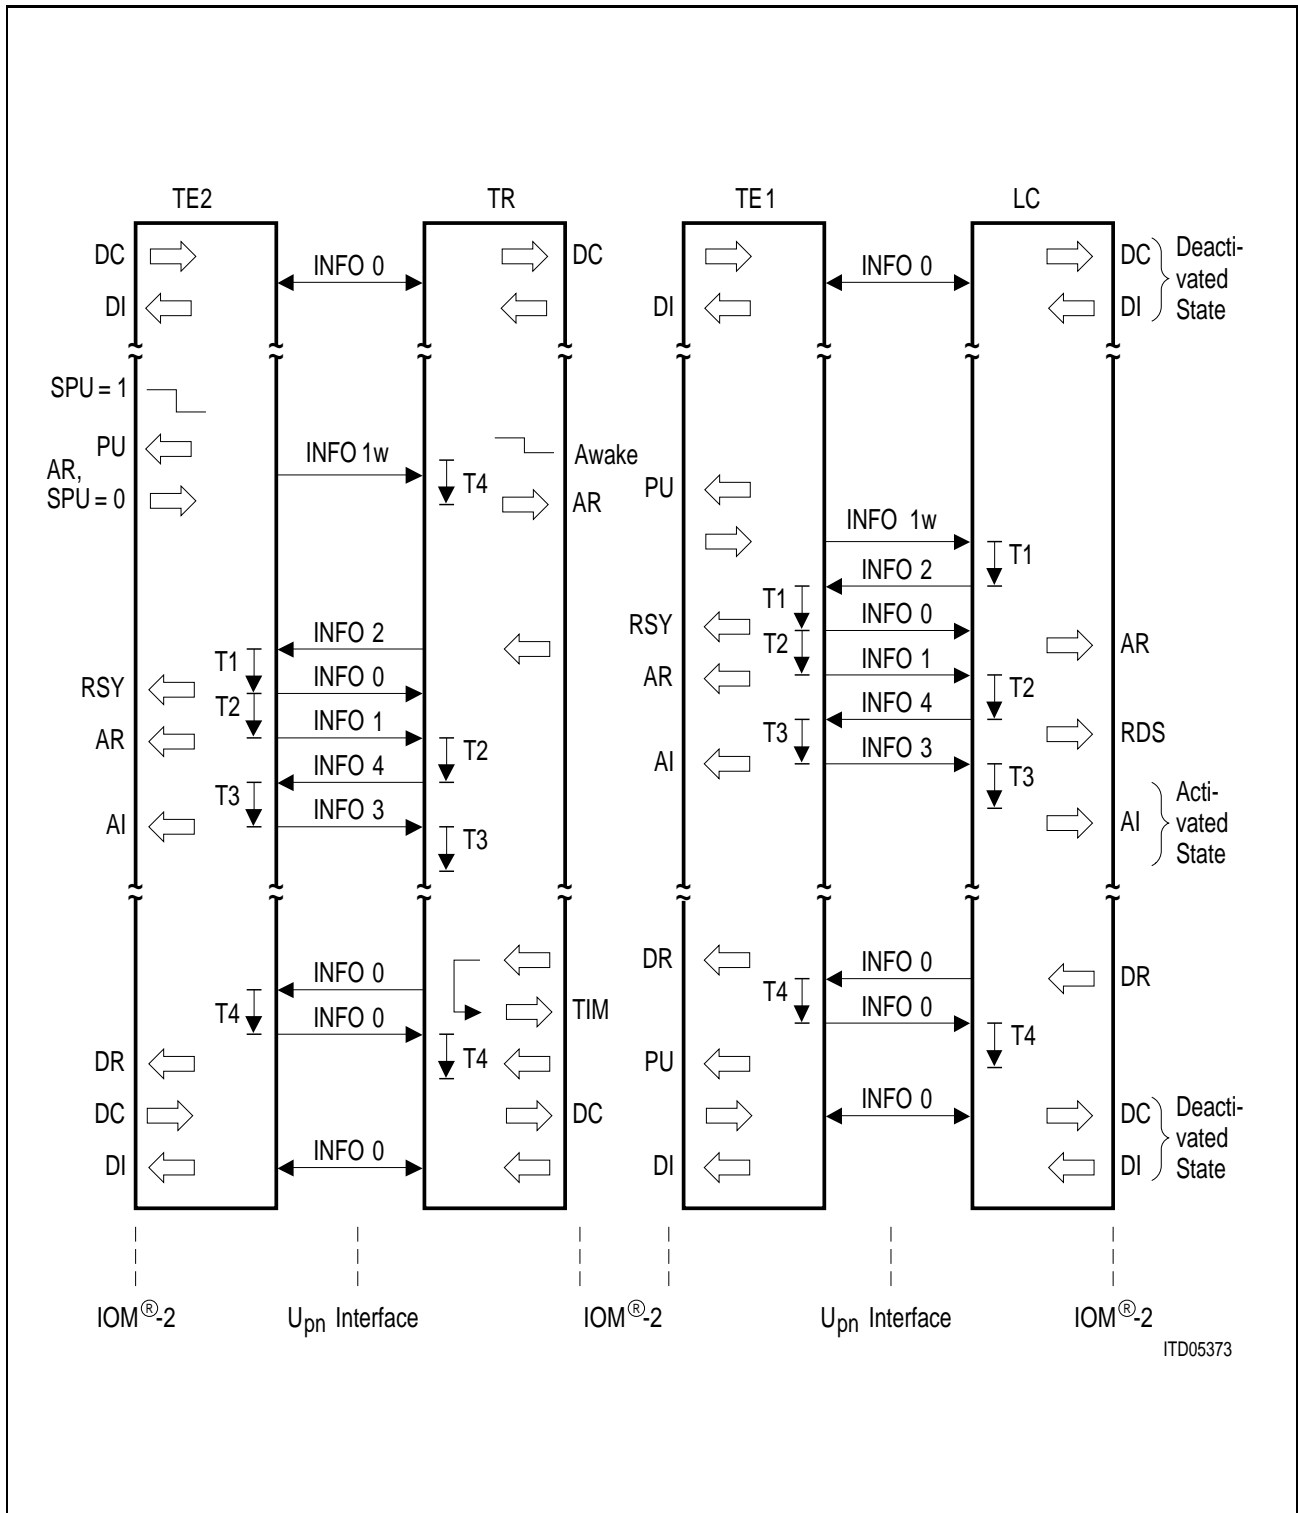 TE2 TR TE1 LC
DC INFO 0 DC INFO 0 DC Deacti-
vated
DI DI DI State
SPU = 1
PU INFO 1w Awake
AR, T4 PU
SPU = 0 AR
INFO 1w
T1
INFO 2
T1
RSY INFO 0
INFO 2 T2 AR
T1 AR INFO 1
RSY INFO 0 T2
T2 INFO 4
AR INFO 1 T3 RDS
T2 AI INFO 3
INFO 4 T3
T3
AI INFO 3 AI Acti-
vated
State
T3
DR INFO 0 DR
INFO 0 T4
T4 TIM INFO 0
INFO 0 T4
DR T4 PU
DC DC INFO 0 DC Deacti-
vated
DI INFO 0 DI DI State
IOM®-2 Upn Interface IOM®-2 Upn Interface IOM®-2
ITD05373